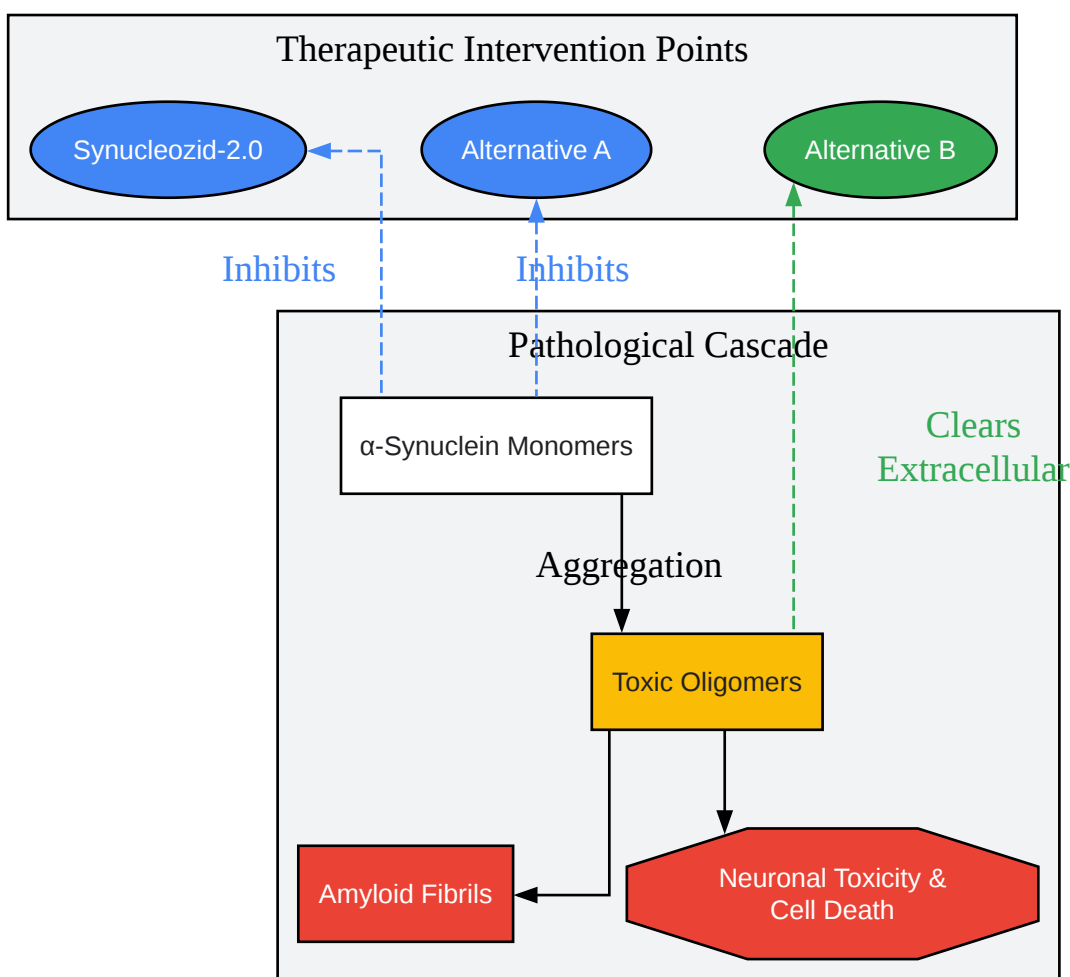 Therapeutic Intervention Points
Synucleozid-2.0
Alternative A
Alternative B
Inhibits
Inhibits
Pathological Cascade
Clears
Extracellular
α-Synuclein Monomers
Aggregation
Toxic Oligomers
Amyloid Fibrils
Neuronal Toxicity &
Cell Death